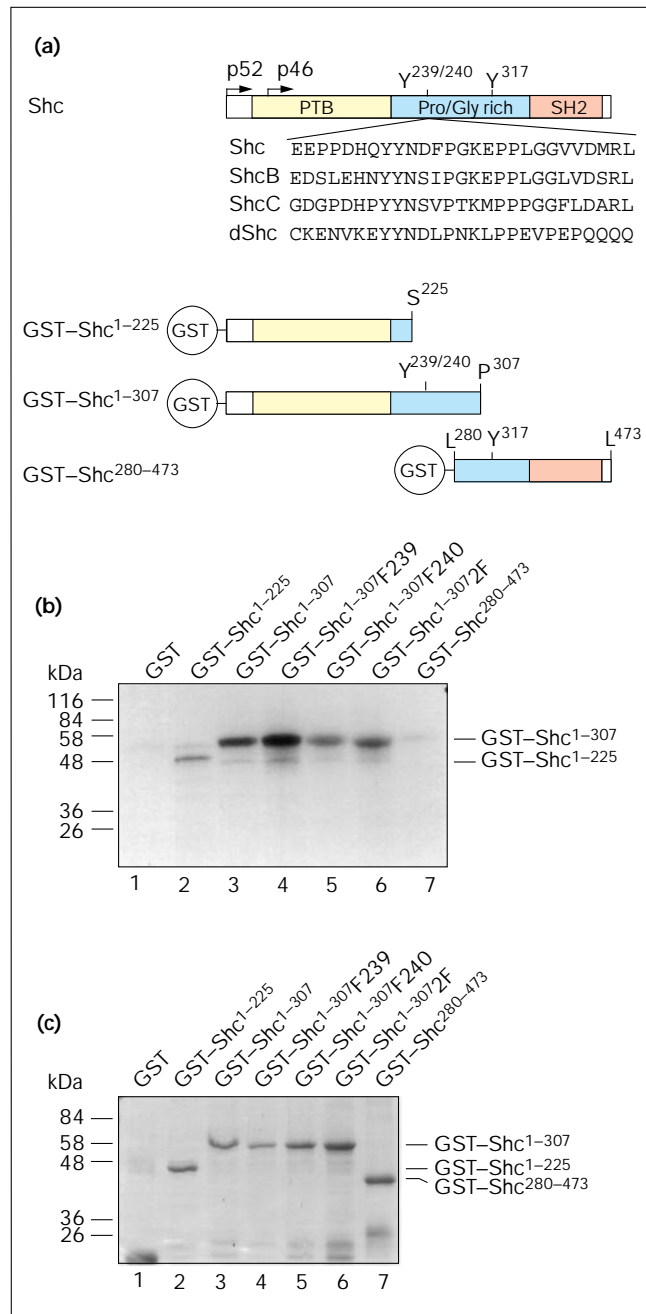 (a)
p52 p46 Y239/240 Y317
Shc PTB Pro/Gly rich SH2
Shc EEPPDHQYYNDFPGKEPPLGGVVDMRL
ShcB EDSLEHNYYNSIPGKEPPLGGLVDSRL
ShcC GDGPDHPYYNSVPTKMPPPGGFLDARL
dShc CKENVKEYYNDLPNKLPPEVPEPQQQQ
S225
GST–Shc1–225 GST
Y239/240 P307
GST–Shc1–307 GST
L280 Y317 L473
GST–Shc280–473 GST
(b)
GST GST–Shc1–225 GST–Shc1–307 GST–Shc1–307F239 GST–Shc1–307F240 GST–Shc1–3072F GST–Shc280–473
kDa
116
84
58 GST–Shc1–307
48 GST–Shc1–225
36
26
1 2 3 4 5 6 7
(c)
GST GST–Shc1–225 GST–Shc1–307 GST–Shc1–307F239 GST–Shc1–307F240 GST–Shc1–3072F GST–Shc280–473
kDa
84
58 GST–Shc1–307
48 GST–Shc1–225
GST–Shc280–473
36
26
1 2 3 4 5 6 7